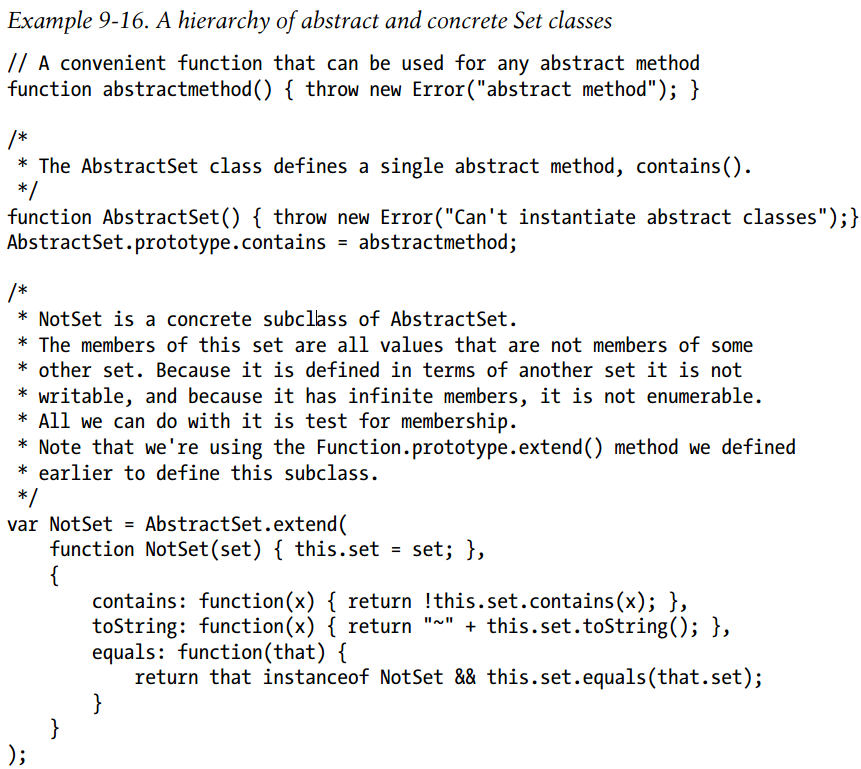 Example 9-16. A hierarchy of abstract and concrete Set classes
// A convenient function that can be used for any abstract method
function abstractmethod() { throw new Error("abstract method"); }
/*
 * The AbstractSet class defines a single abstract method, contains().
 */
function AbstractSet() { throw new Error("Can't instantiate abstract classes");}
AbstractSet.prototype.contains = abstractmethod;
/*
 * NotSet is a concrete subclass of AbstractSet.
 * The members of this set are all values that are not members of some
 * other set. Because it is defined in terms of another set it is not
 * writable, and because it has infinite members, it is not enumerable.
 * All we can do with it is test for membership.
 * Note that we're using the Function.prototype.extend() method we defined
 * earlier to define this subclass.
 */
var NotSet = AbstractSet.extend(
    function NotSet(set) { this.set = set; },
    {
        contains: function(x) { return !this.set.contains(x); },
        toString: function(x) { return "~" + this.set.toString(); },
        equals: function(that) {
            return that instanceof NotSet && this.set.equals(that.set);
        }
    }
);